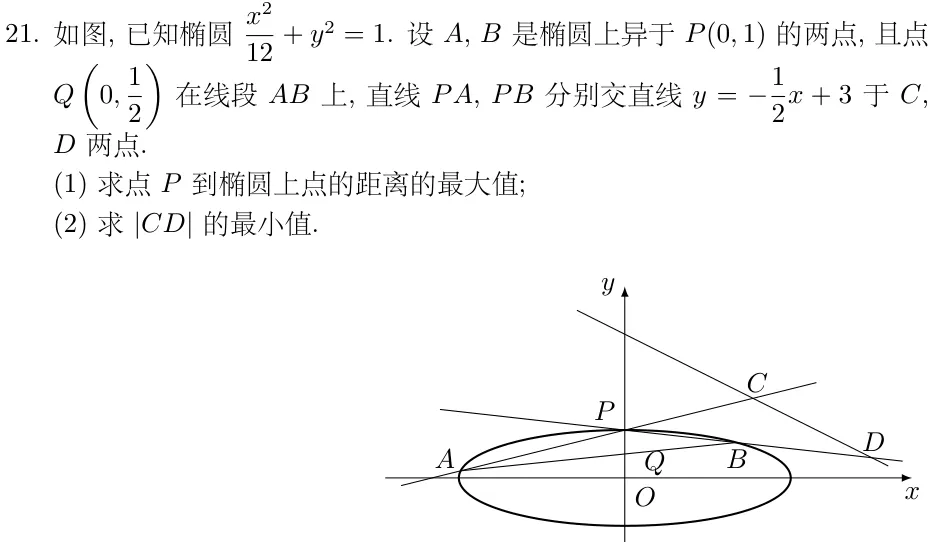 21. 如图, 已知椭圆 x²/12 + y² = 1. 设 A, B 是椭圆上异于 P(0, 1) 的两点, 且点
Q(0, 1/2) 在线段 AB 上, 直线 PA, PB 分别交直线 y = −1/2x + 3 于 C,
D 两点.
(1) 求点 P 到椭圆上点的距离的最大值;
(2) 求 |CD| 的最小值.
y
C
P
D
A
Q
B
O
x